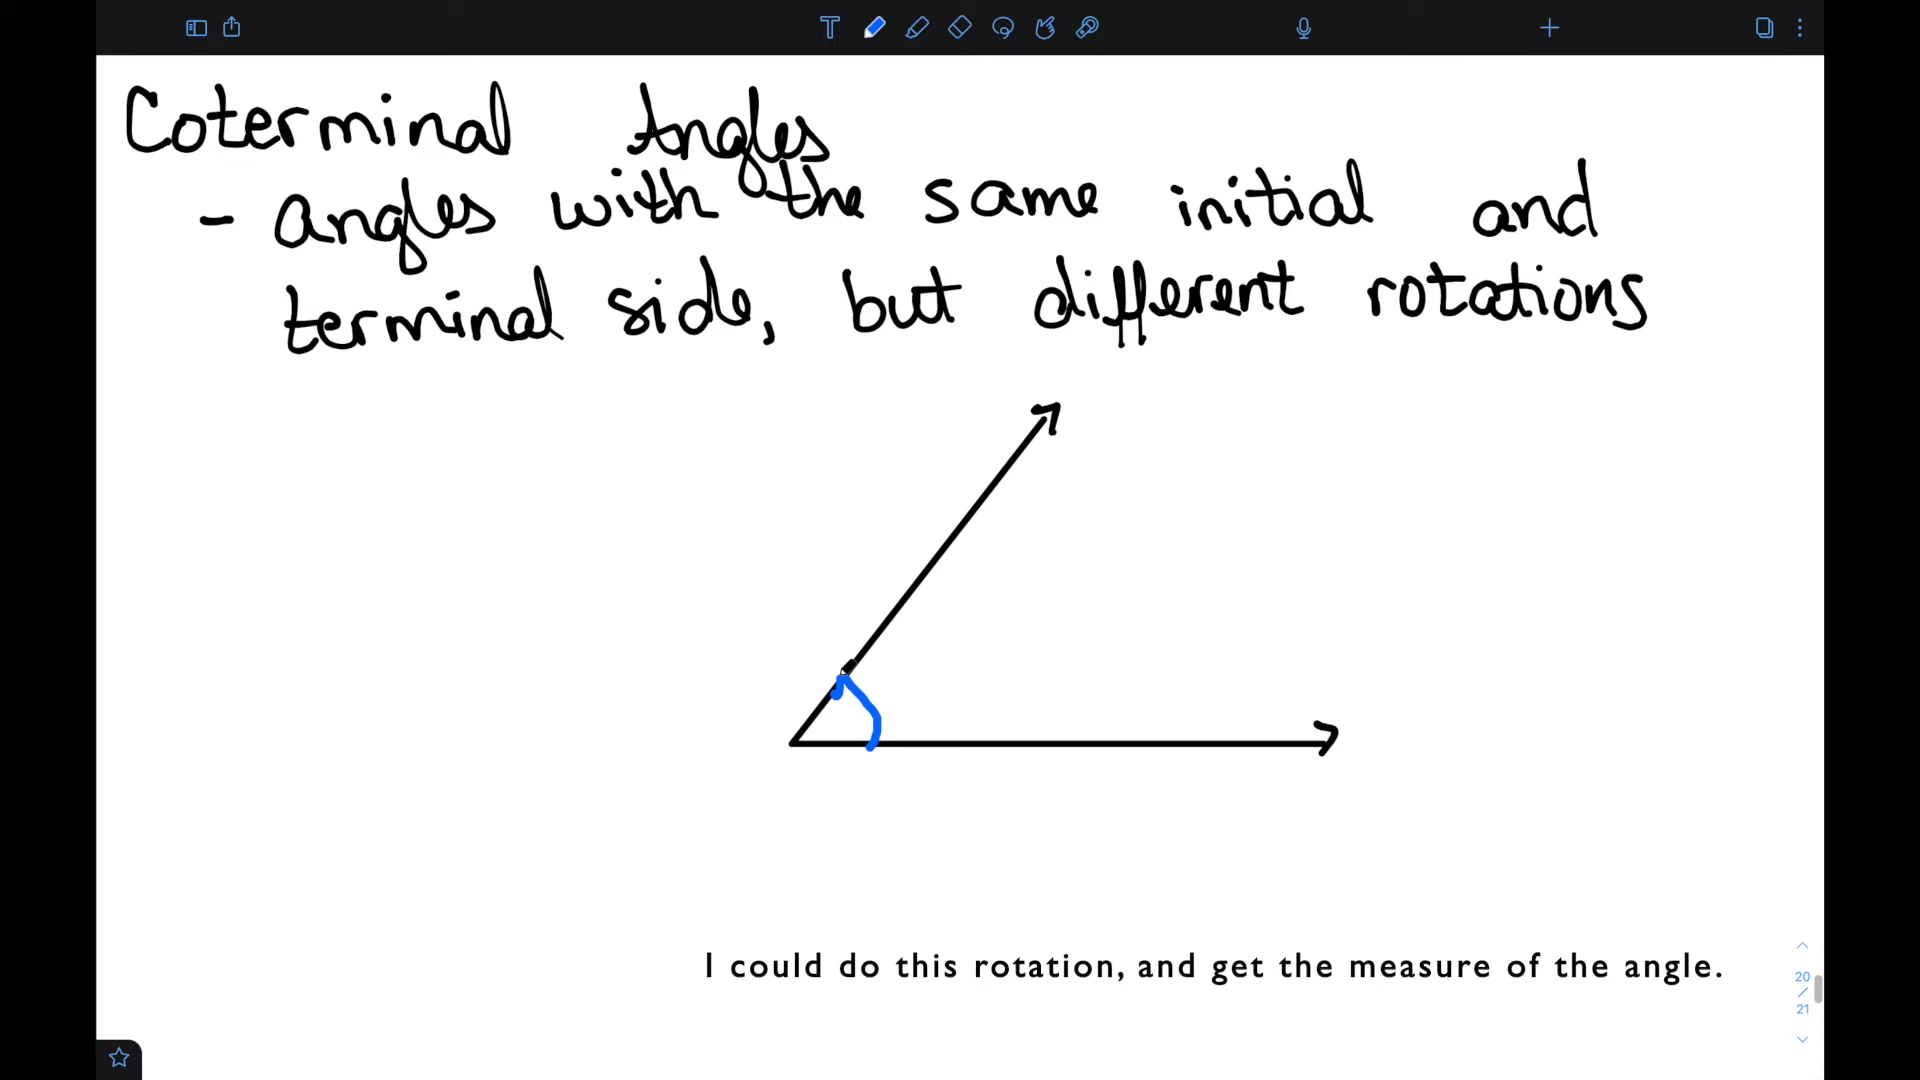 Coterminal Angles
- angles with the same initial and
terminal side, but different rotations
I could do this rotation, and get the measure of the angle.
20
/
21